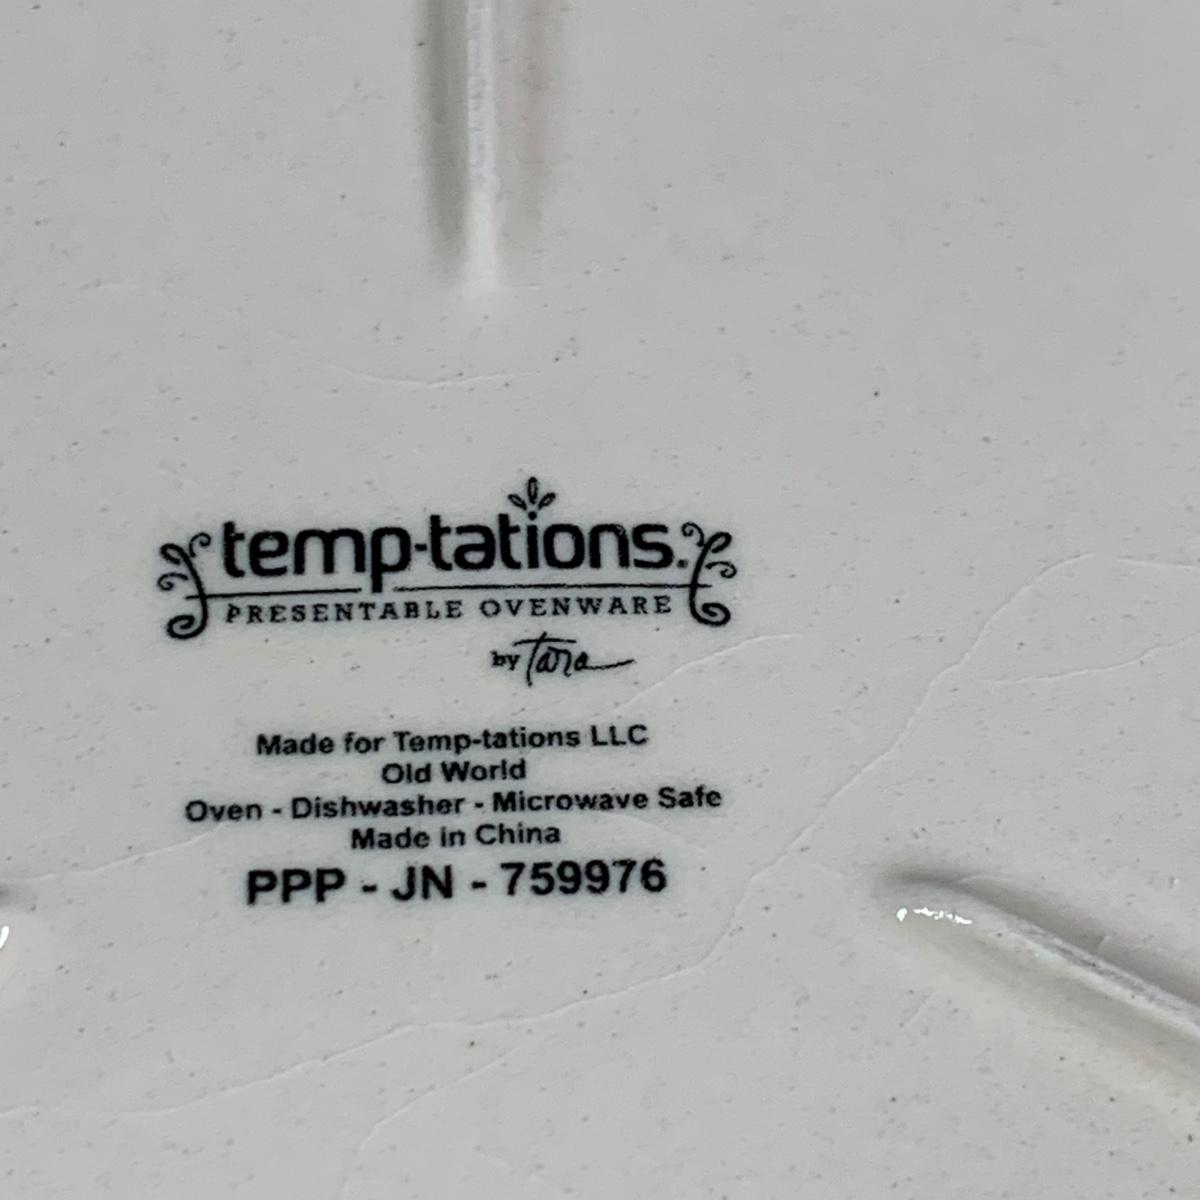 temp-tations.
PRESENTABLE OVENWARE
by Tara
Made for Temp-tations LLC
Old World
Oven - Dishwasher - Microwave Safe
Made in China
PPP - JN - 759976